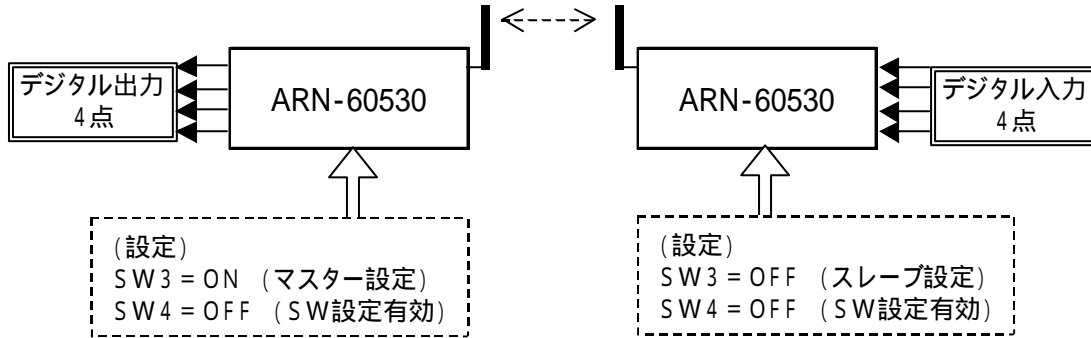 デジタル出力
4点
ARN-60530
(設定)
SW3=ON (マスター設定)
SW4=OFF (SW設定有効)
ARN-60530
デジタル入力
4点
(設定)
SW3=OFF (スレーブ設定)
SW4=OFF (SW設定有効)